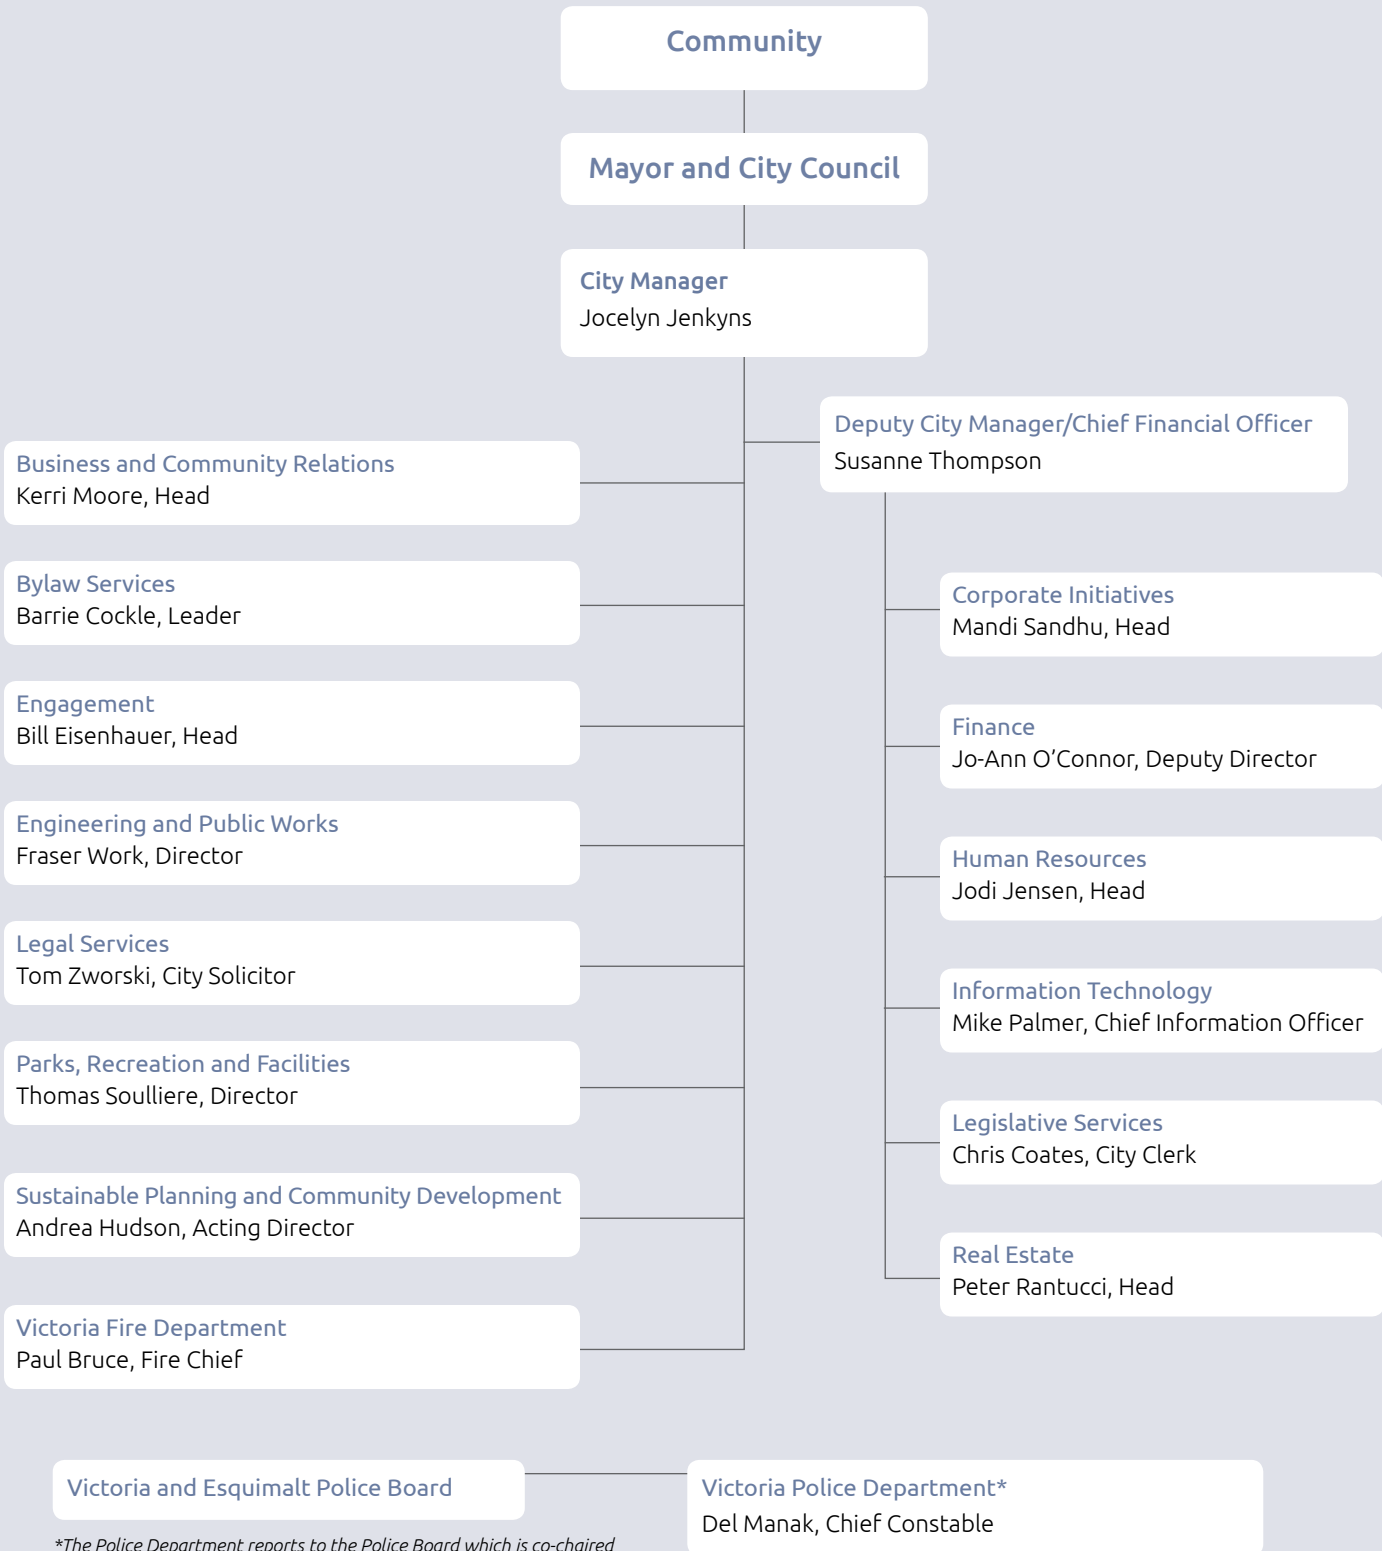 Community
Mayor and City Council
City Manager
Jocelyn Jenkyns
Deputy City Manager/Chief Financial Officer
Susanne Thompson
Business and Community Relations
Kerri Moore, Head
Bylaw Services
Barrie Cockle, Leader
Engagement
Bill Eisenhauer, Head
Engineering and Public Works
Fraser Work, Director
Legal Services
Tom Zworski, City Solicitor
Parks, Recreation and Facilities
Thomas Soulliere, Director
Sustainable Planning and Community Development
Andrea Hudson, Acting Director
Victoria Fire Department
Paul Bruce, Fire Chief
Corporate Initiatives
Mandi Sandhu, Head
Finance
Jo-Ann O’Connor, Deputy Director
Human Resources
Jodi Jensen, Head
Information Technology
Mike Palmer, Chief Information Officer
Legislative Services
Chris Coates, City Clerk
Real Estate
Peter Rantucci, Head
Victoria and Esquimalt Police Board
Victoria Police Department*
Del Manak, Chief Constable
*The Police Department reports to the Police Board which is co-chaired